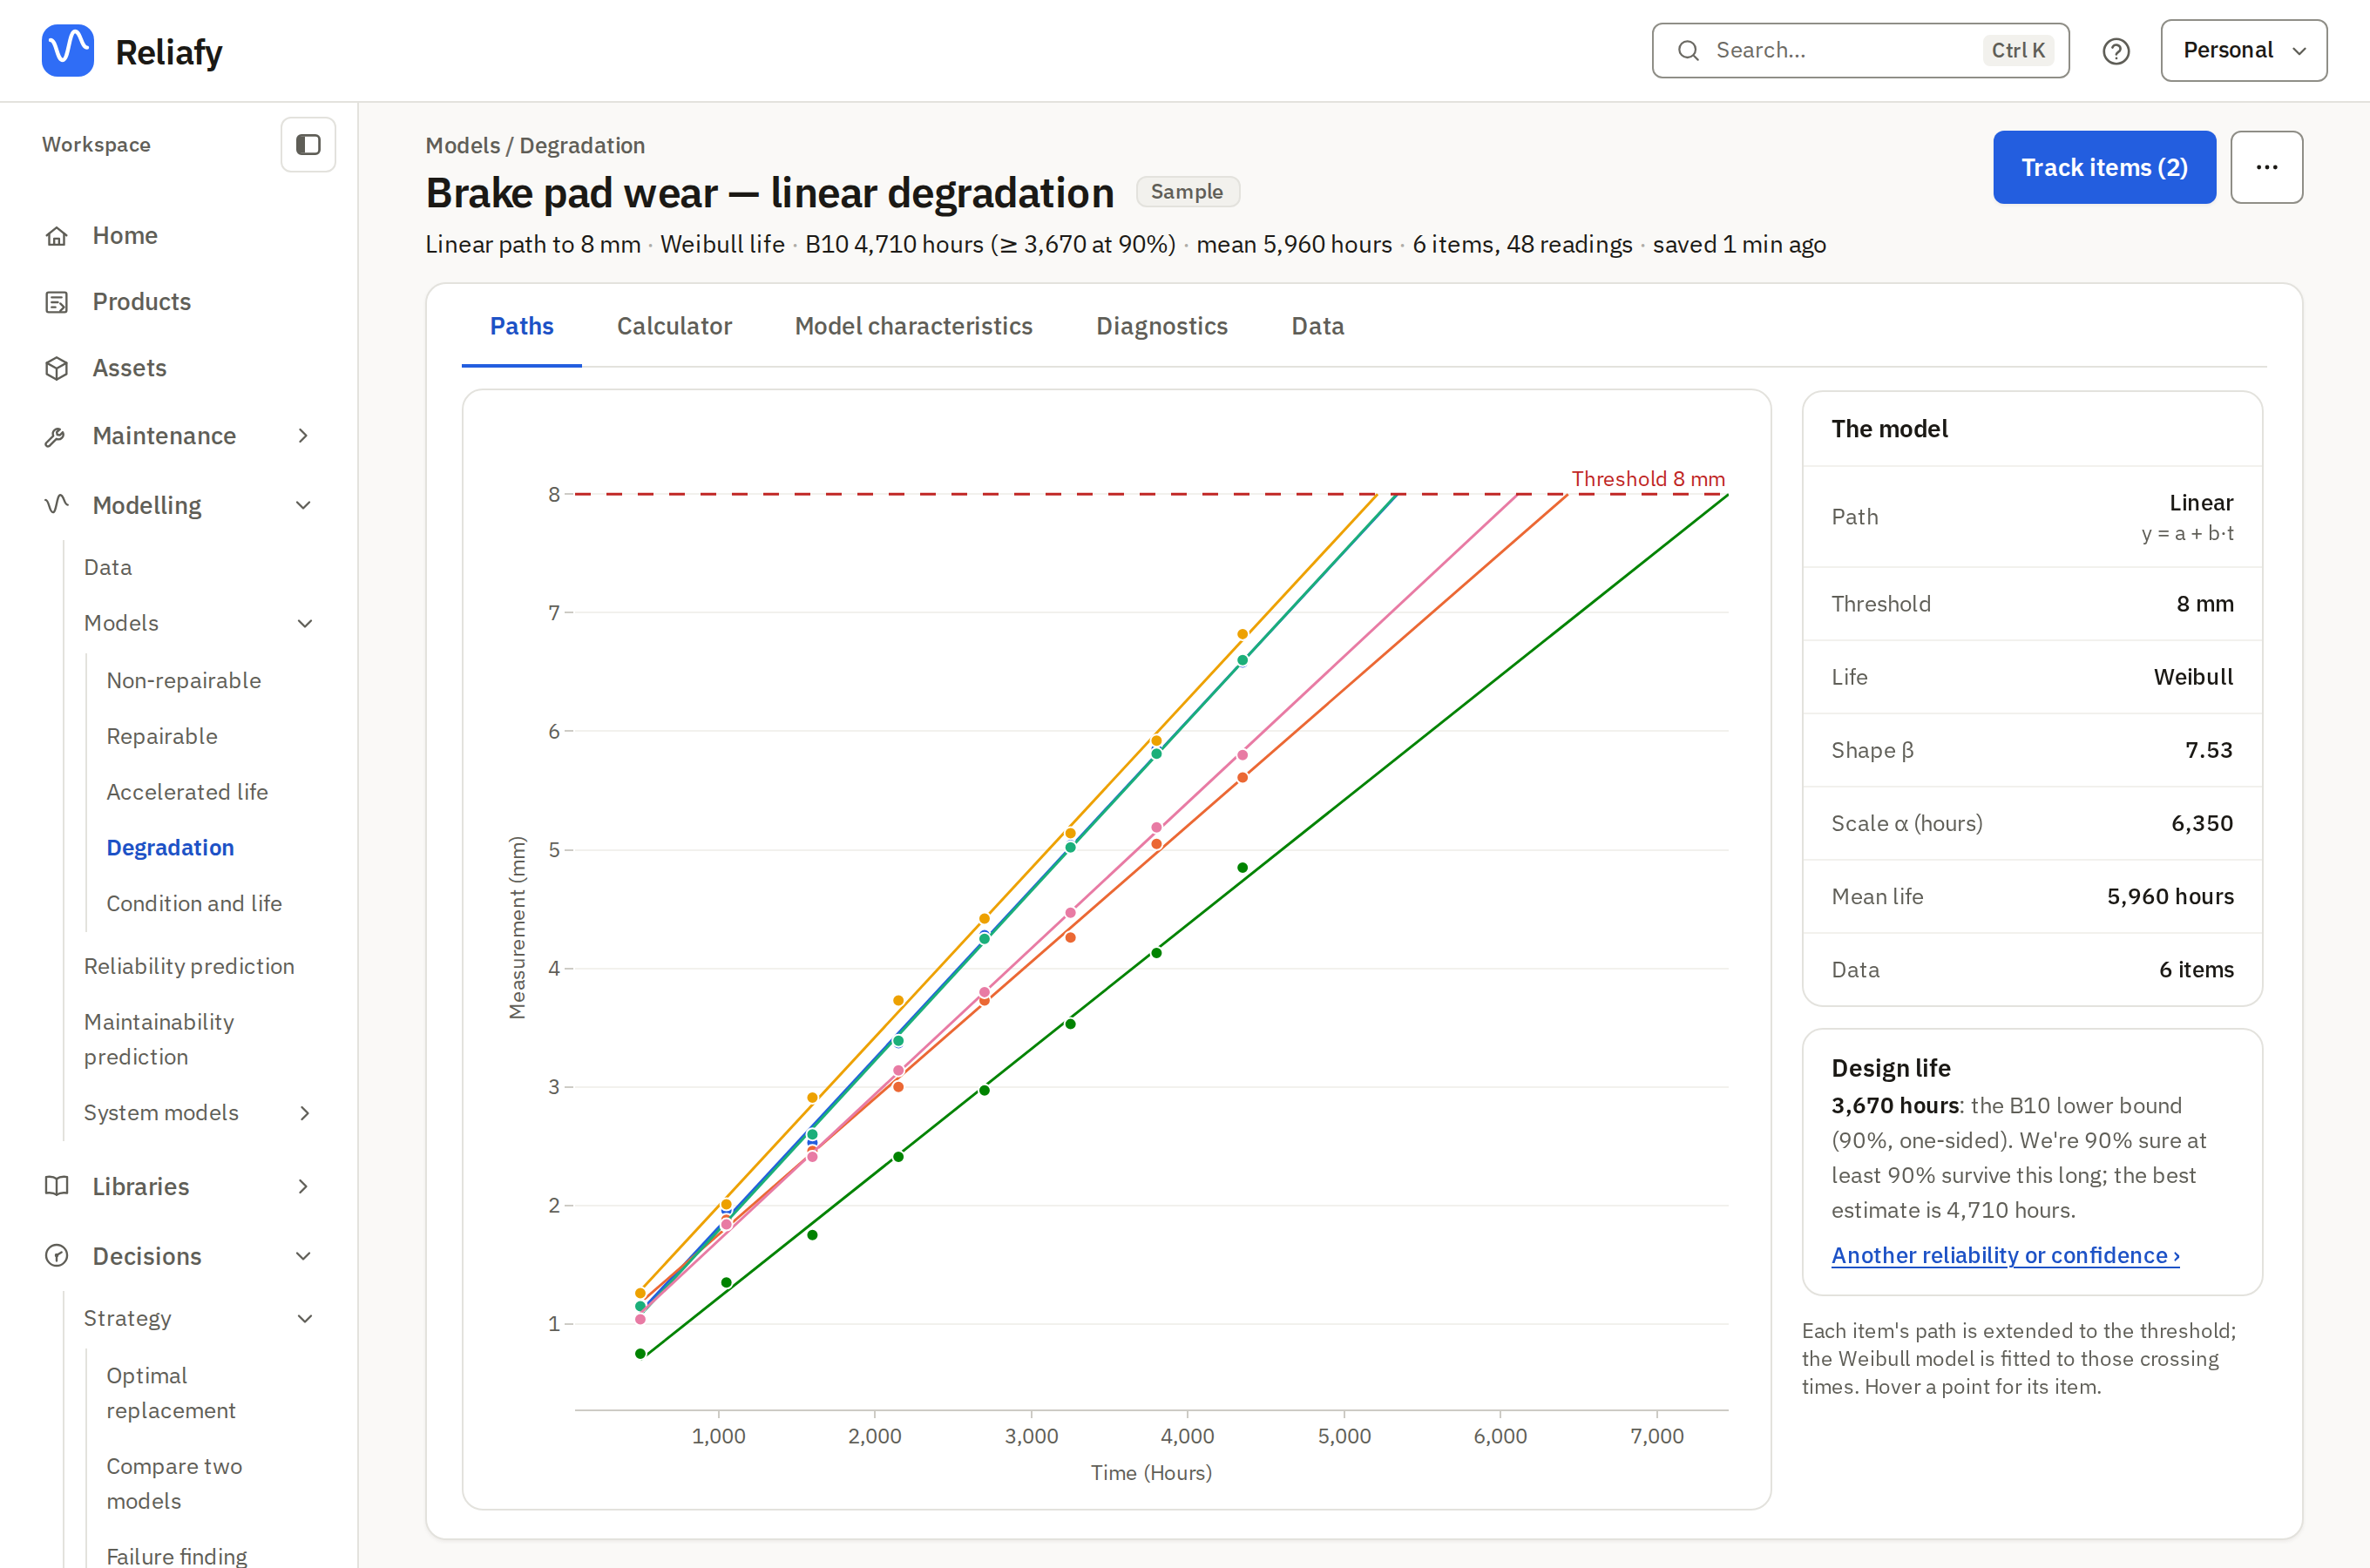 Reliafy
Search...
Ctrl K
Personal
Workspace
Home
Products
Assets
Maintenance
Modelling
Data
Models
Non-repairable
Repairable
Accelerated life
Degradation
Condition and life
Reliability prediction
Maintainability
prediction
System models
Libraries
Decisions
Strategy
Optimal
replacement
Compare two
models
Failure finding
Models / Degradation
Brake pad wear — linear degradation
Sample
Track items (2)
Linear path to 8 mm · Weibull life · B10 4,710 hours (≥ 3,670 at 90%) · mean 5,960 hours · 6 items, 48 readings · saved 1 min ago
Paths
Calculator
Model characteristics
Diagnostics
Data
Threshold 8 mm
8
7
6
5
4
3
2
1
Measurement (mm)
1,000
2,000
3,000
4,000
5,000
6,000
7,000
Time (Hours)
The model
Path
Linear
y = a + b·t
Threshold
8 mm
Life
Weibull
Shape β
7.53
Scale α (hours)
6,350
Mean life
5,960 hours
Data
6 items
Design life
3,670 hours: the B10 lower bound
(90%, one-sided). We're 90% sure at
least 90% survive this long; the best
estimate is 4,710 hours.
Another reliability or confidence ›
Each item's path is extended to the threshold;
the Weibull model is fitted to those crossing
times. Hover a point for its item.